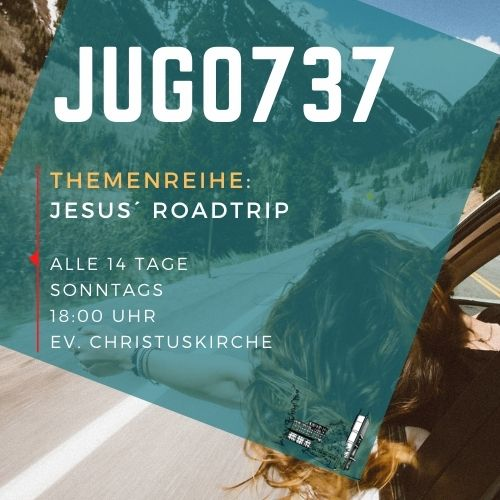 JUGO737
THEMENREIHE:
JESUS´ ROADTRIP
ALLE 14 TAGE
SONNTAGS
18:00 UHR
EV. CHRISTUSKIRCHE